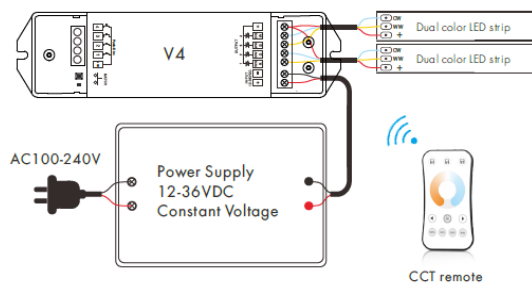 V4
CW
WW
+
Dual color LED strip
CW
WW
+
Dual color LED strip
AC100-240V
Power Supply
12-36VDC
Constant Voltage
CCT remote